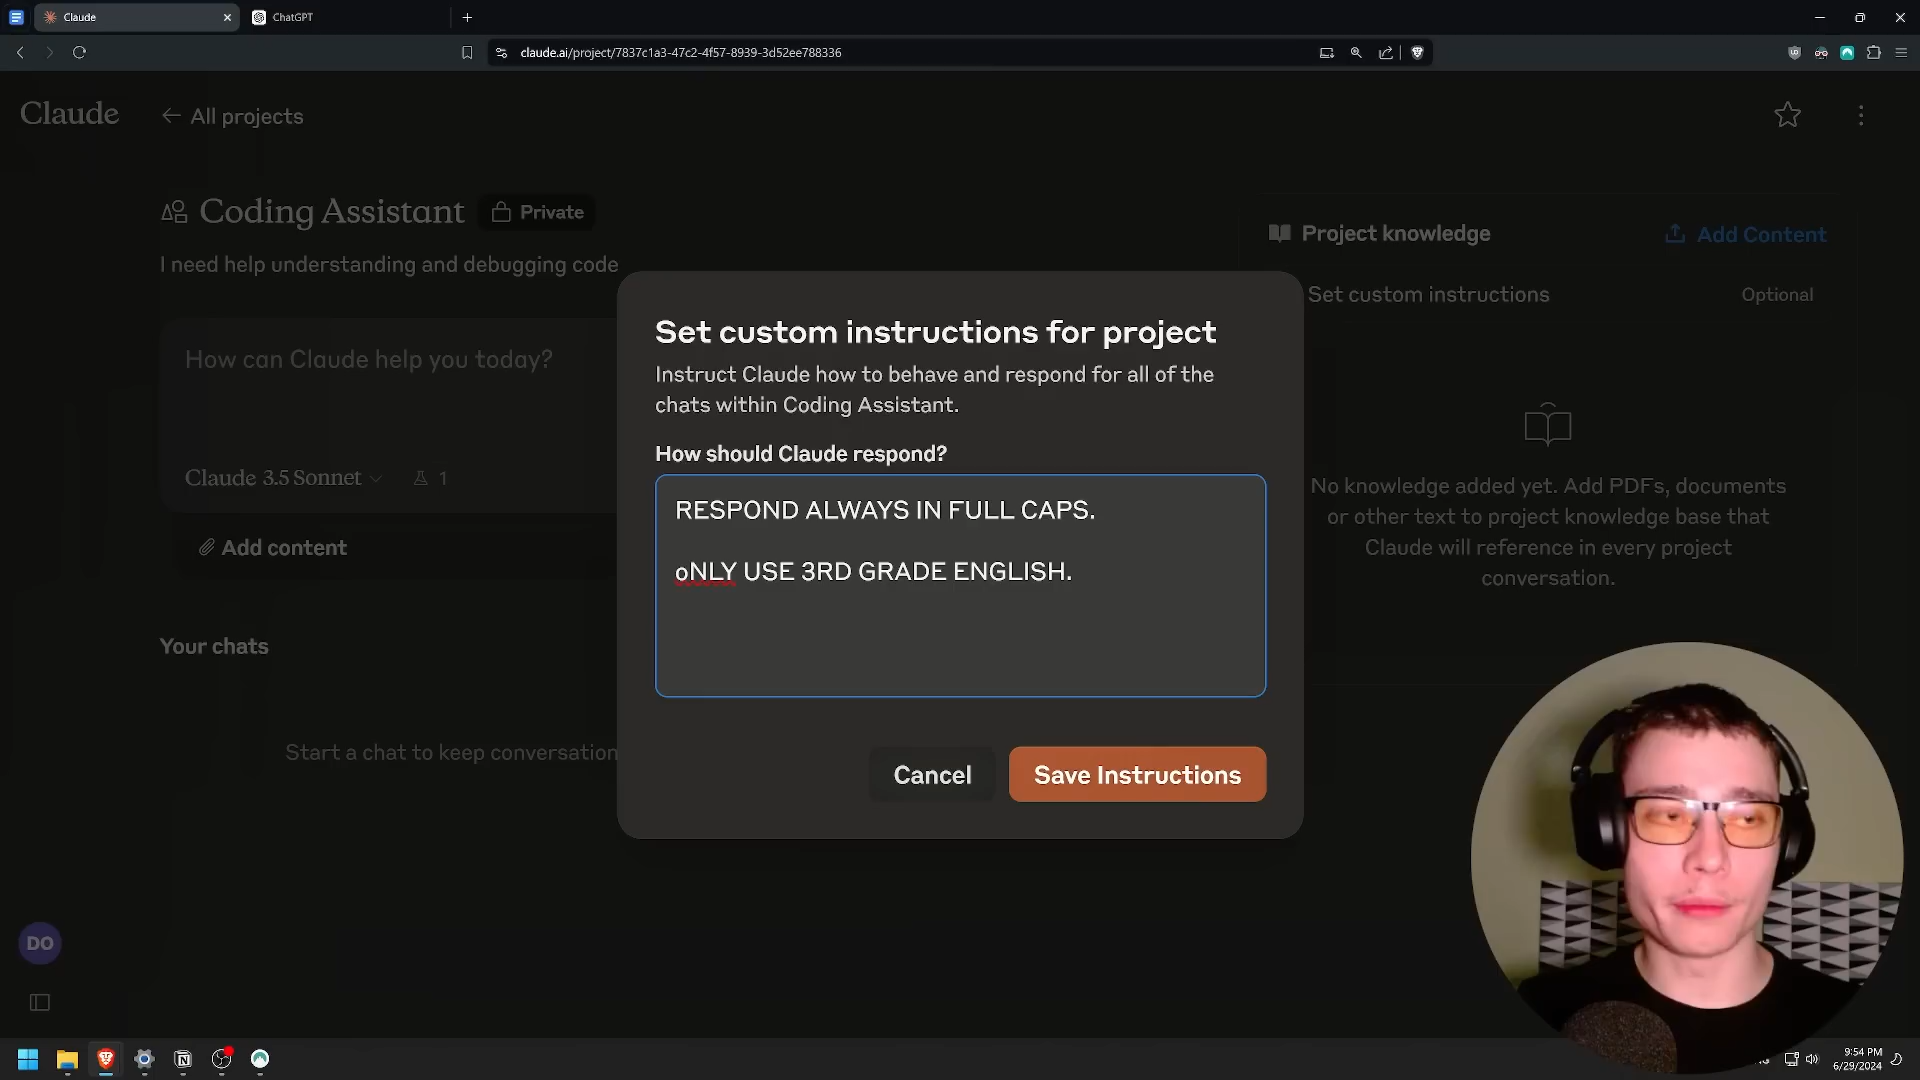 Claude
ChatGPT
claude.ai/project/7837c1a3-47c2-4f57-8939-3d52ee788336
Claude
All projects
Coding Assistant
Private
I need help understanding and debugging code
Project knowledge
Add Content
Set custom instructions
Optional
How can Claude help you today?
Claude 3.5 Sonnet
1
Add content
Your chats
Start a chat to keep conversation
No knowledge added yet. Add PDFs, documents
or other text to project knowledge base that
Claude will reference in every project
conversation.
Set custom instructions for project
Instruct Claude how to behave and respond for all of the
chats within Coding Assistant.
How should Claude respond?
RESPOND ALWAYS IN FULL CAPS.
oNLY USE 3RD GRADE ENGLISH.
Cancel
Save Instructions
DO
9:54 PM
6/29/2024